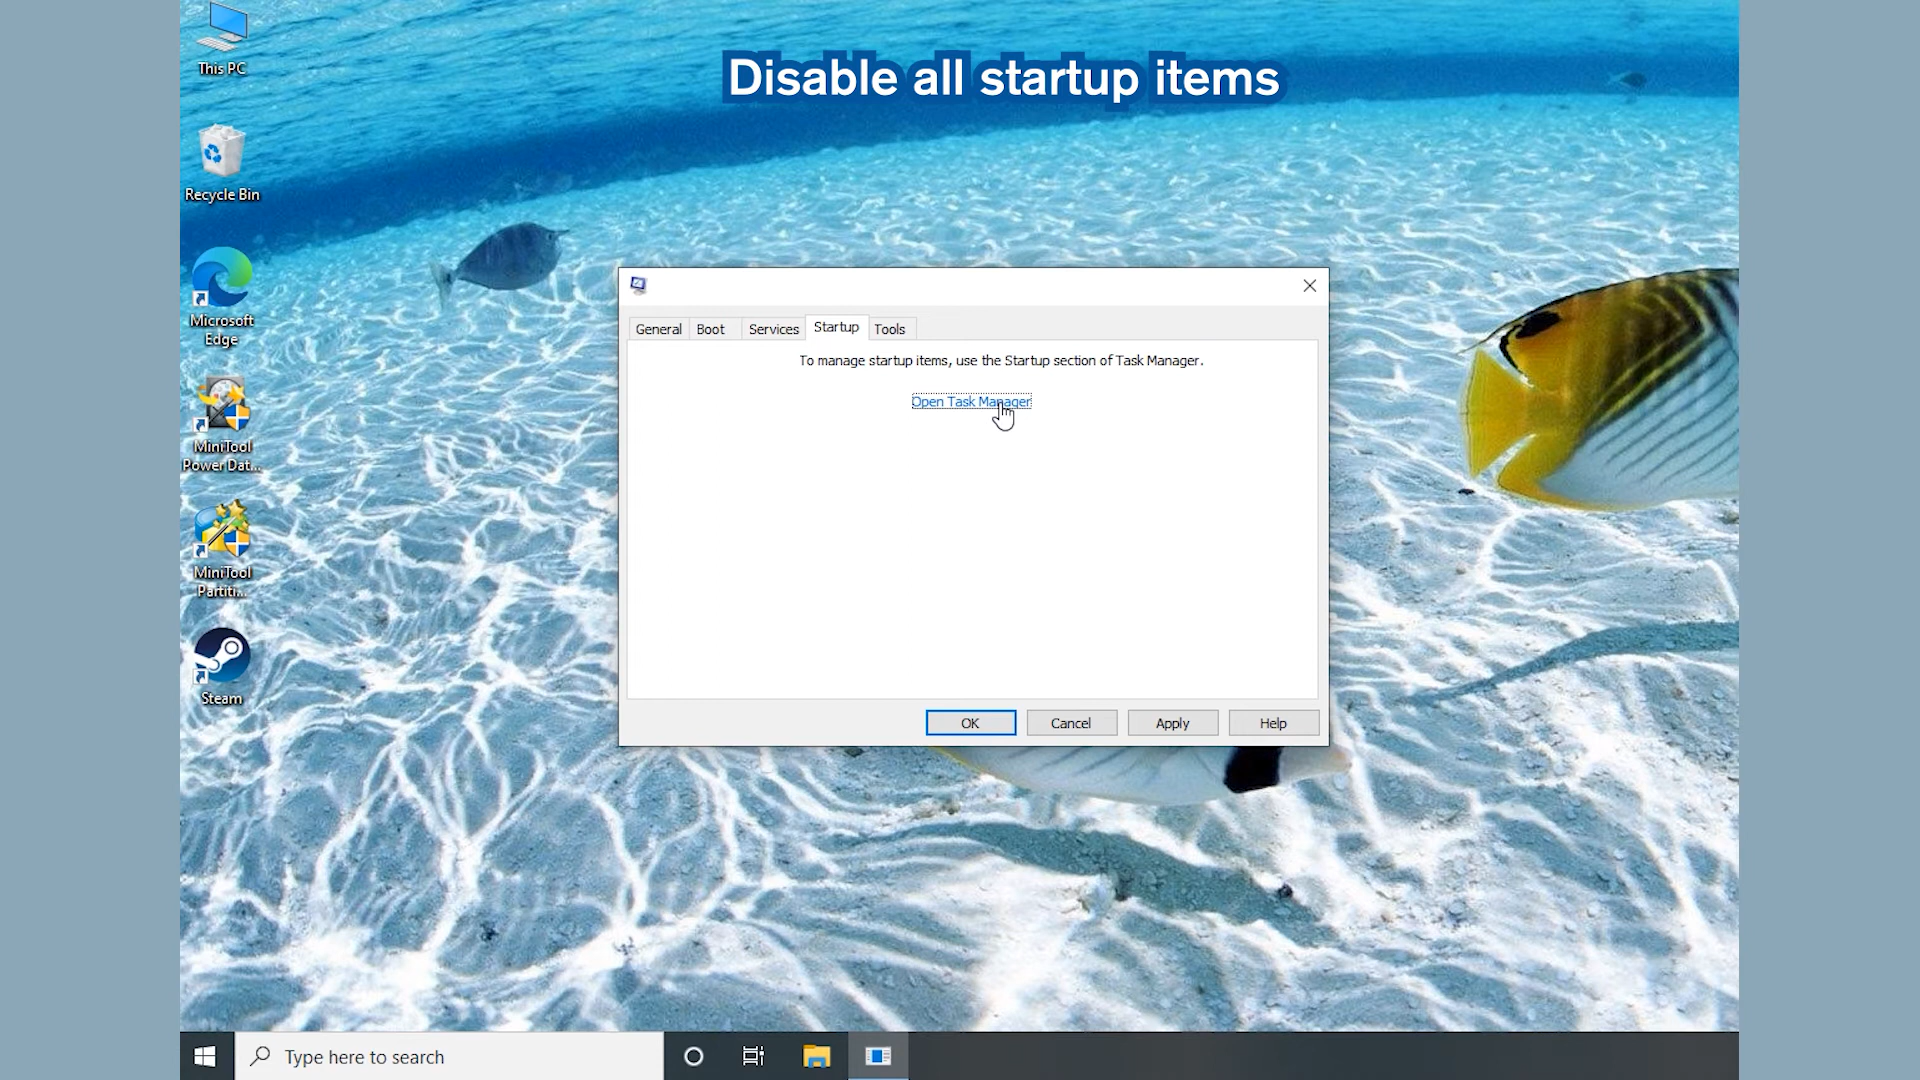 Disable all startup items
This PC
Recycle Bin
Microsoft
Edge
MiniTool
Power Dat...
MiniTool
Partiti...
Steam
General
Boot
Services
Startup
Tools
To manage startup items, use the Startup section of Task Manager.
Open Task Manager
OK
Cancel
Apply
Help
Type here to search